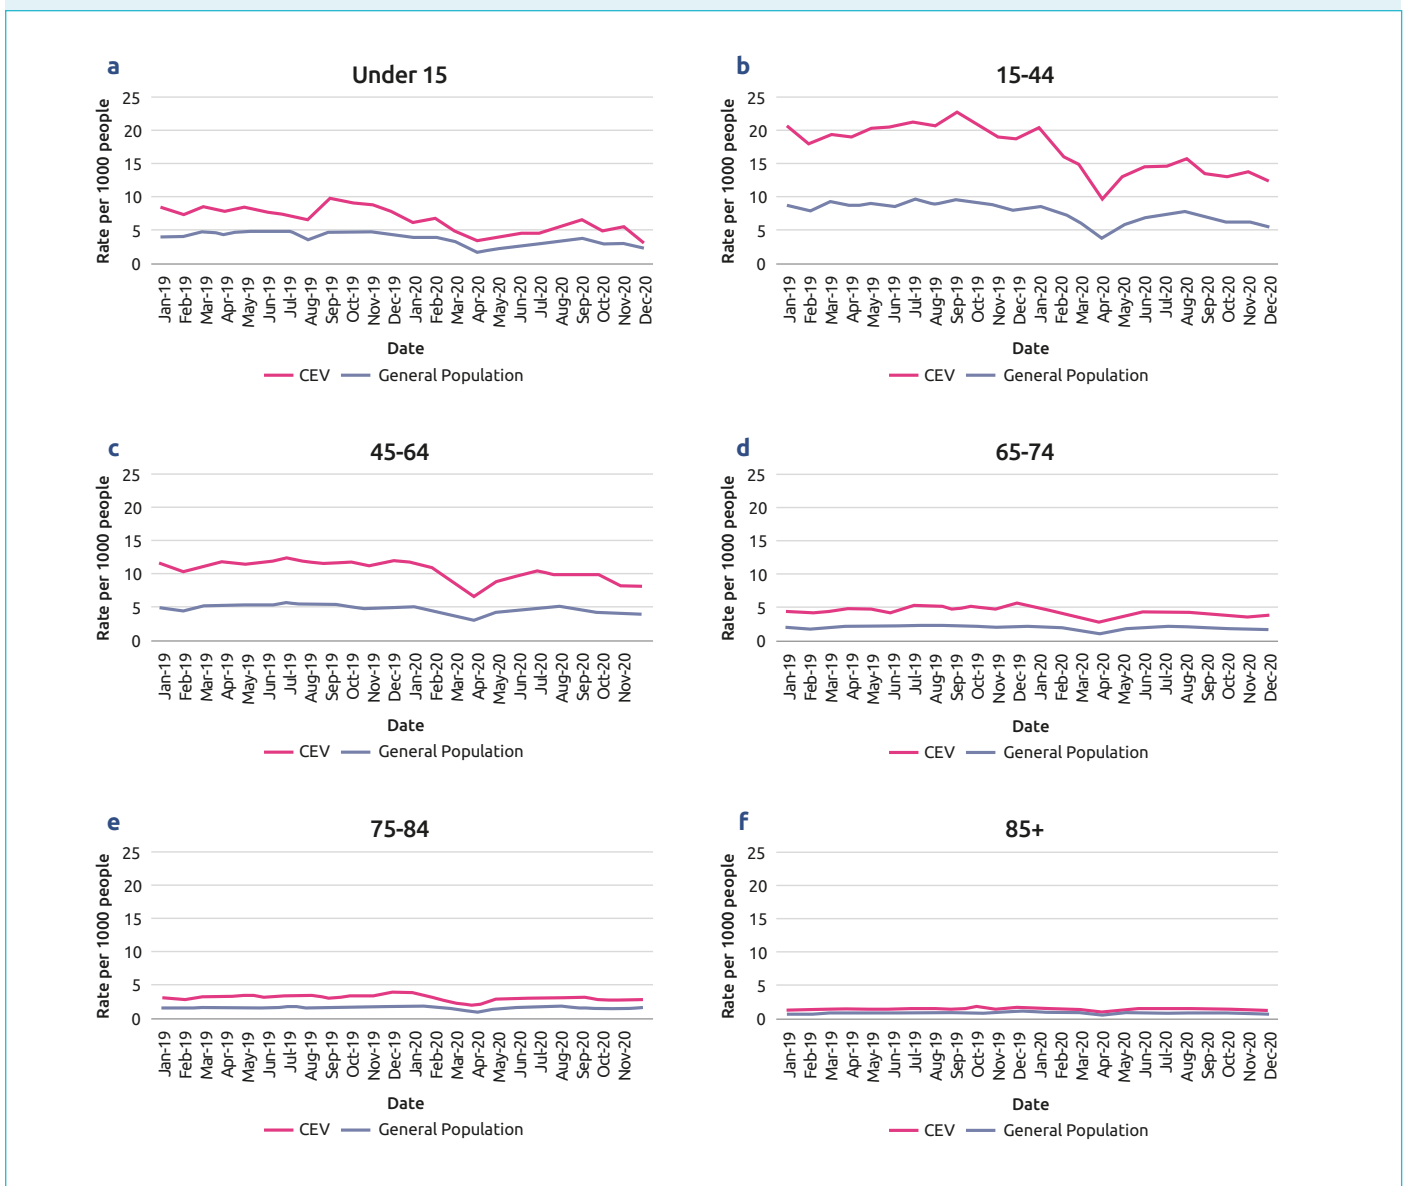 a
Under 15
Rate per 1000 people
25
20
15
10
5
0
Jan-19 Feb-19 Mar-19 Apr-19 May-19 Jun-19 Jul-19 Aug-19 Sep-19 Oct-19 Nov-19 Dec-19 Jan-20 Feb-20 Mar-20 Apr-20 May-20 Jun-20 Jul-20 Aug-20 Sep-20 Oct-20 Nov-20 Dec-20
Date
CEV General Population
b
15-44
Rate per 1000 people
25
20
15
10
5
0
Jan-19 Feb-19 Mar-19 Apr-19 May-19 Jun-19 Jul-19 Aug-19 Sep-19 Oct-19 Nov-19 Dec-19 Jan-20 Feb-20 Mar-20 Apr-20 May-20 Jun-20 Jul-20 Aug-20 Sep-20 Oct-20 Nov-20 Dec-20
Date
CEV General Population
c
45-64
Rate per 1000 people
25
20
15
10
5
0
Jan-19 Feb-19 Mar-19 Apr-19 May-19 Jun-19 Jul-19 Aug-19 Sep-19 Oct-19 Nov-19 Dec-19 Jan-20 Feb-20 Mar-20 Apr-20 May-20 Jun-20 Jul-20 Aug-20 Sep-20 Oct-20 Nov-20
Date
CEV General Population
d
65-74
Rate per 1000 people
25
20
15
10
5
0
Jan-19 Feb-19 Mar-19 Apr-19 May-19 Jun-19 Jul-19 Aug-19 Sep-19 Oct-19 Nov-19 Dec-19 Jan-20 Feb-20 Mar-20 Apr-20 May-20 Jun-20 Jul-20 Aug-20 Sep-20 Oct-20 Nov-20 Dec-20
Date
CEV General Population
e
75-84
Rate per 1000 people
25
20
15
10
5
0
Jan-19 Feb-19 Mar-19 Apr-19 May-19 Jun-19 Jul-19 Aug-19 Sep-19 Oct-19 Nov-19 Dec-19 Jan-20 Feb-20 Mar-20 Apr-20 May-20 Jun-20 Jul-20 Aug-20 Sep-20 Oct-20 Nov-20
Date
CEV General Population
f
85+
Rate per 1000 people
25
20
15
10
5
0
Jan-19 Feb-19 Mar-19 Apr-19 May-19 Jun-19 Jul-19 Aug-19 Sep-19 Oct-19 Nov-19 Dec-19 Jan-20 Feb-20 Mar-20 Apr-20 May-20 Jun-20 Jul-20 Aug-20 Sep-20 Oct-20 Nov-20 Dec-20
Date
CEV General Population